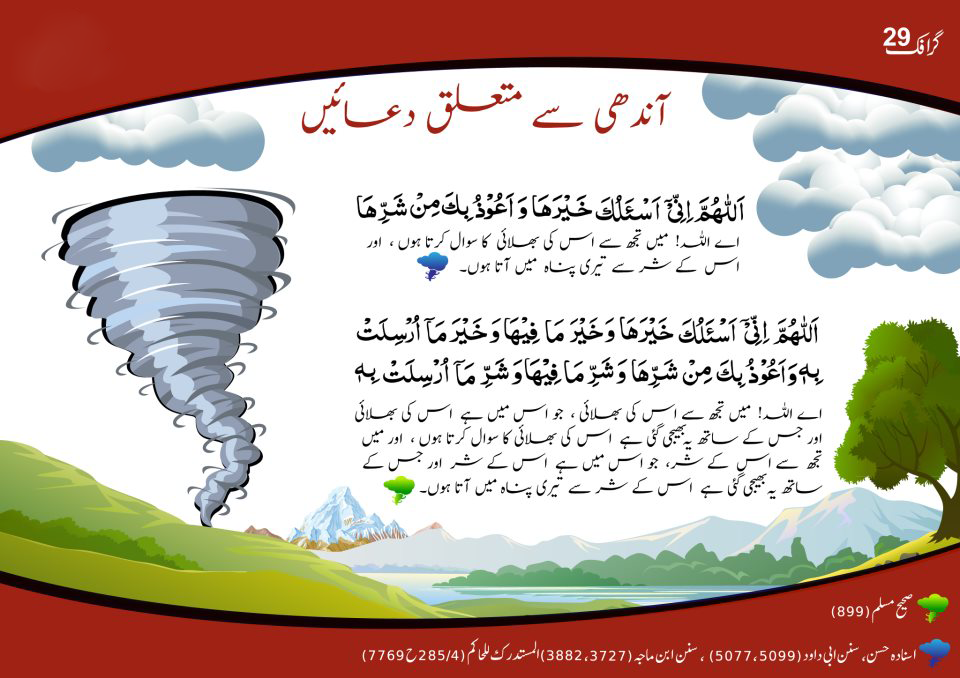 گرافک 29
آندھی سے متعلق دعائیں
اَللّٰهُمَّ اِنِّیْٓ اَسْئَلُكَ خَیْرَهَا وَ اَعُوْذُ بِكَ مِنْ شَرِّهَا
اے اللہ! میں تجھ سے اس کی بھلائی کا سوال کرتا ہوں ، اور
اس کے شر سے تیری پناہ میں آتا ہوں۔
اَللّٰهُمَّ اِنِّیْٓ اَسْئَلُكَ خَیْرَهَا وَ خَیْرَ مَا فِیْهَا وَ خَیْرَ مَآ اُرْسِلَتْ
بِهٖ وَ اَعُوْذُ بِكَ مِنْ شَرِّهَا وَ شَرِّ مَا فِیْهَا وَ شَرِّ مَآ اُرْسِلَتْ بِهٖ
اے اللہ! میں تجھ سے اس کی بھلائی ، جو اس میں ہے اس کی بھلائی
اور جس کے ساتھ یہ بھیجی گئی ہے اس کی بھلائی کا سوال کرتا ہوں ، اور میں
تجھ سے اس کے شر، جو اس میں ہے اس کے شر اور جس کے
ساتھ یہ بھیجی گئی ہے اس کے شر سے تیری پناہ میں آتا ہوں۔
صحیح مسلم (899)
اسنادہ حسن، سنن ابی داود (5099، 5077) ، سنن ابن ماجہ (3727، 3882) المستدرک للحاکم (285/4 ح 7769)